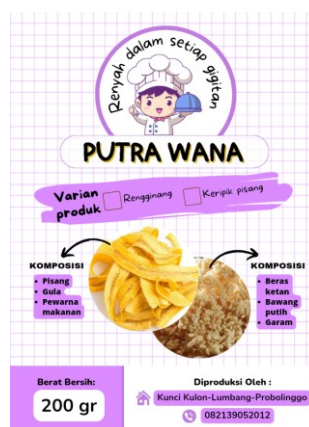 Renyah dalam setiap gigitan
PUTRA WANA
Varian produk
Rengginang
Keripik pisang
KOMPOSISI
Pisang
Gula
Pewarna
makanan
KOMPOSISI
Beras
ketan
Bawang
putih
Garam
Berat Bersih:
200 gr
Diproduksi Oleh :
Kunci Kulon-Lumbang-Probolinggo
082139052012